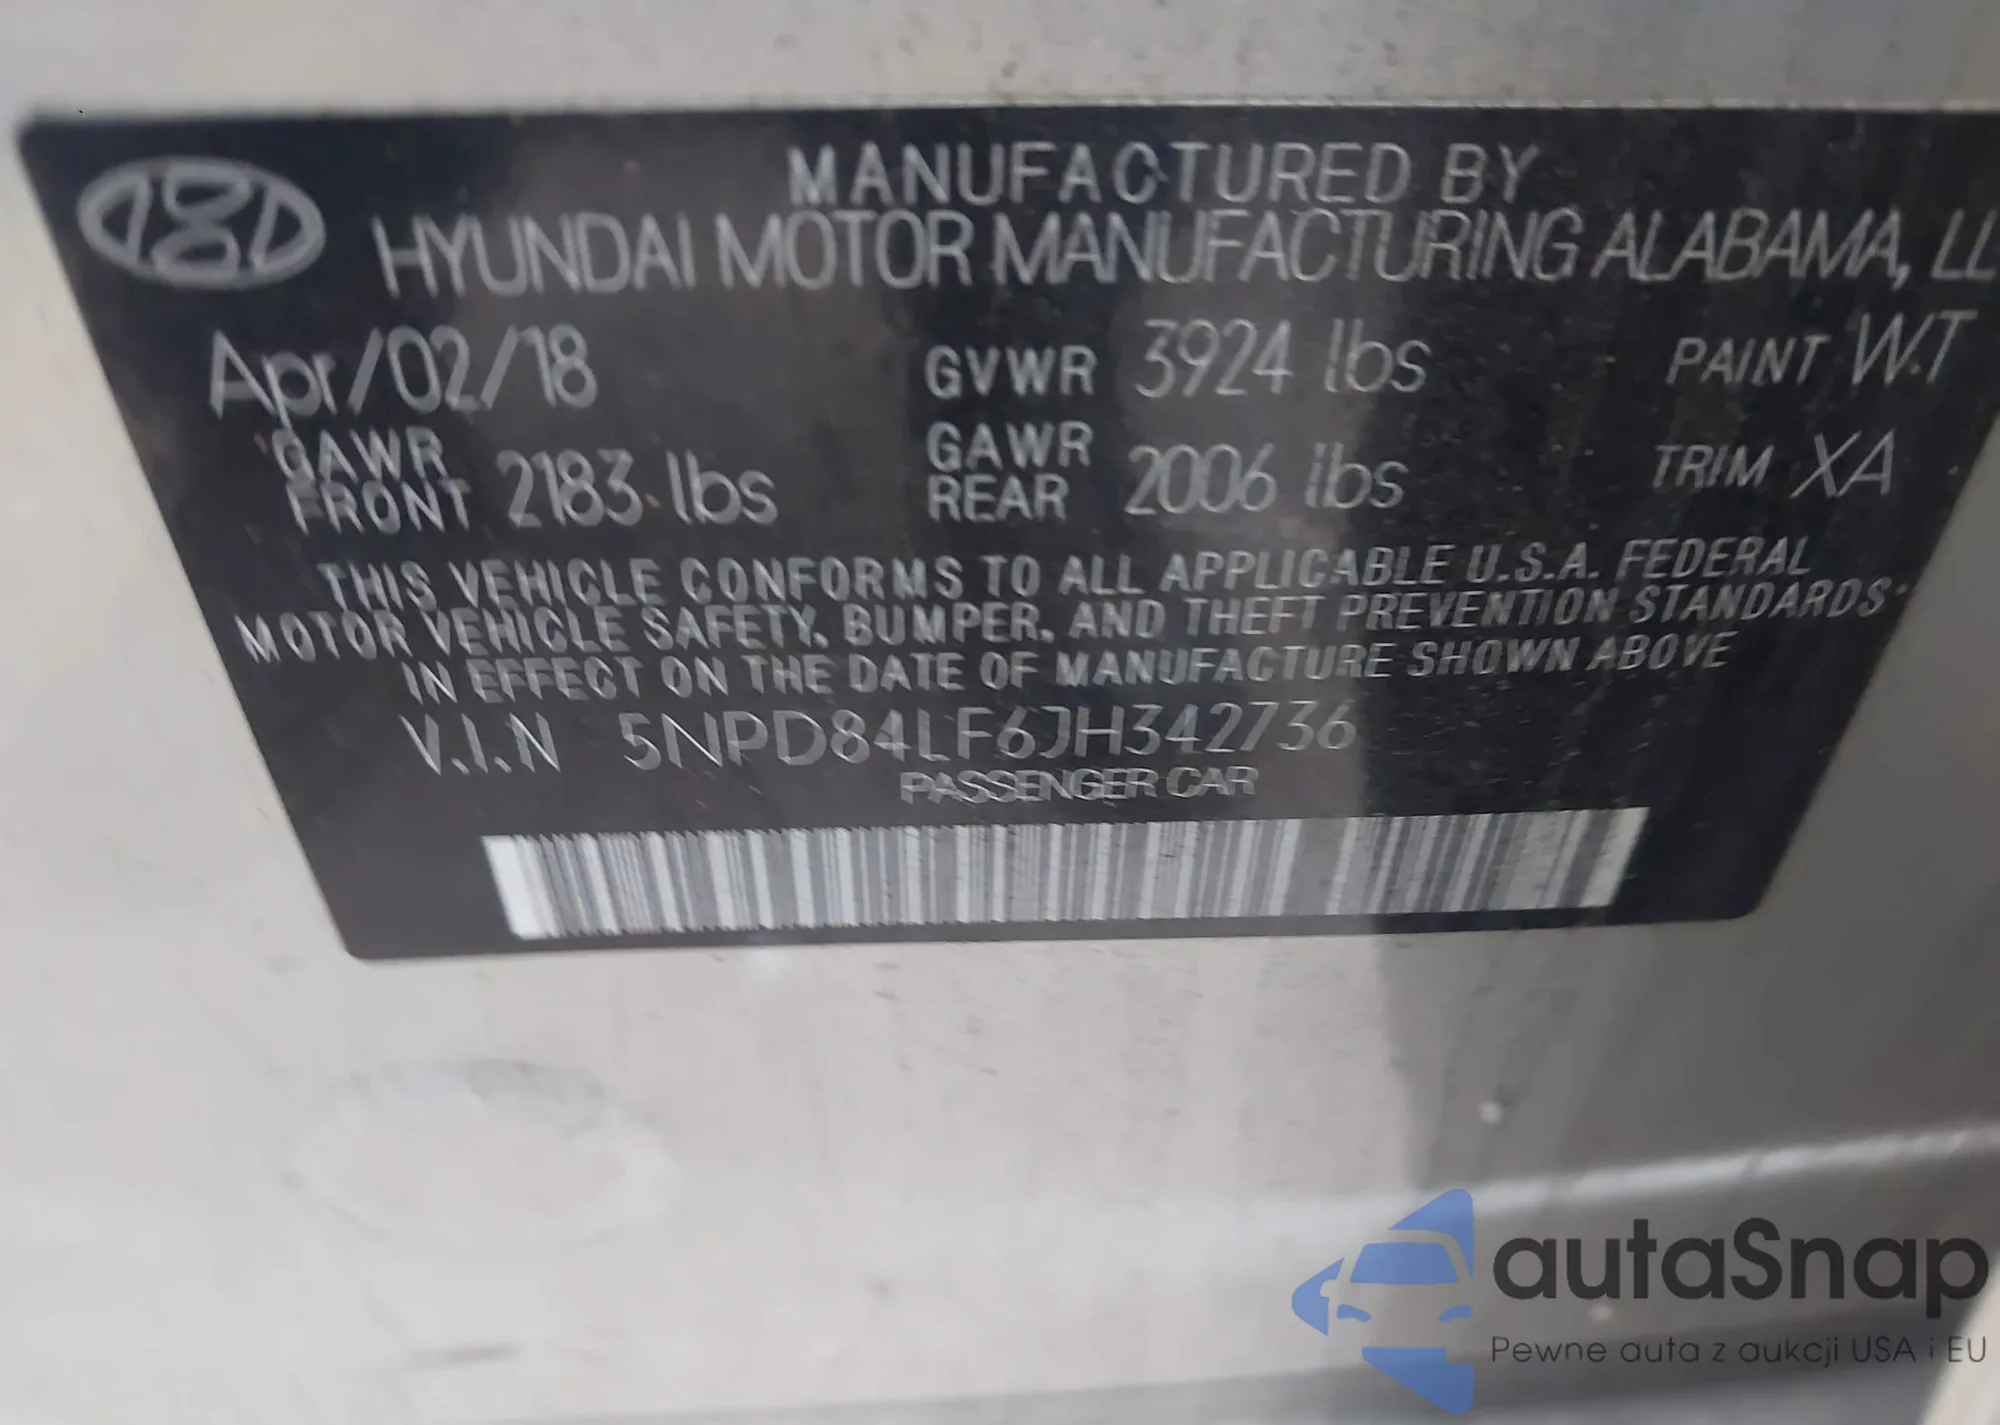 MANUFACTURED BY
HYUNDAI MOTOR MANUFACTURING ALABAMA, LL
Apr/02/18 GVWR 3924 lbs PAINT WT
GAWR FRONT 2183 lbs GAWR REAR 2006 lbs TRIM XA
THIS VEHICLE CONFORMS TO ALL APPLICABLE U.S.A. FEDERAL
MOTOR VEHICLE SAFETY, BUMPER, AND THEFT PREVENTION STANDARDS
IN EFFECT ON THE DATE OF MANUFACTURE SHOWN ABOVE
V.I.N 5NPD84LF6JH342736
PASSENGER CAR
autaSnap
Pewne auta z aukcji USA i EU